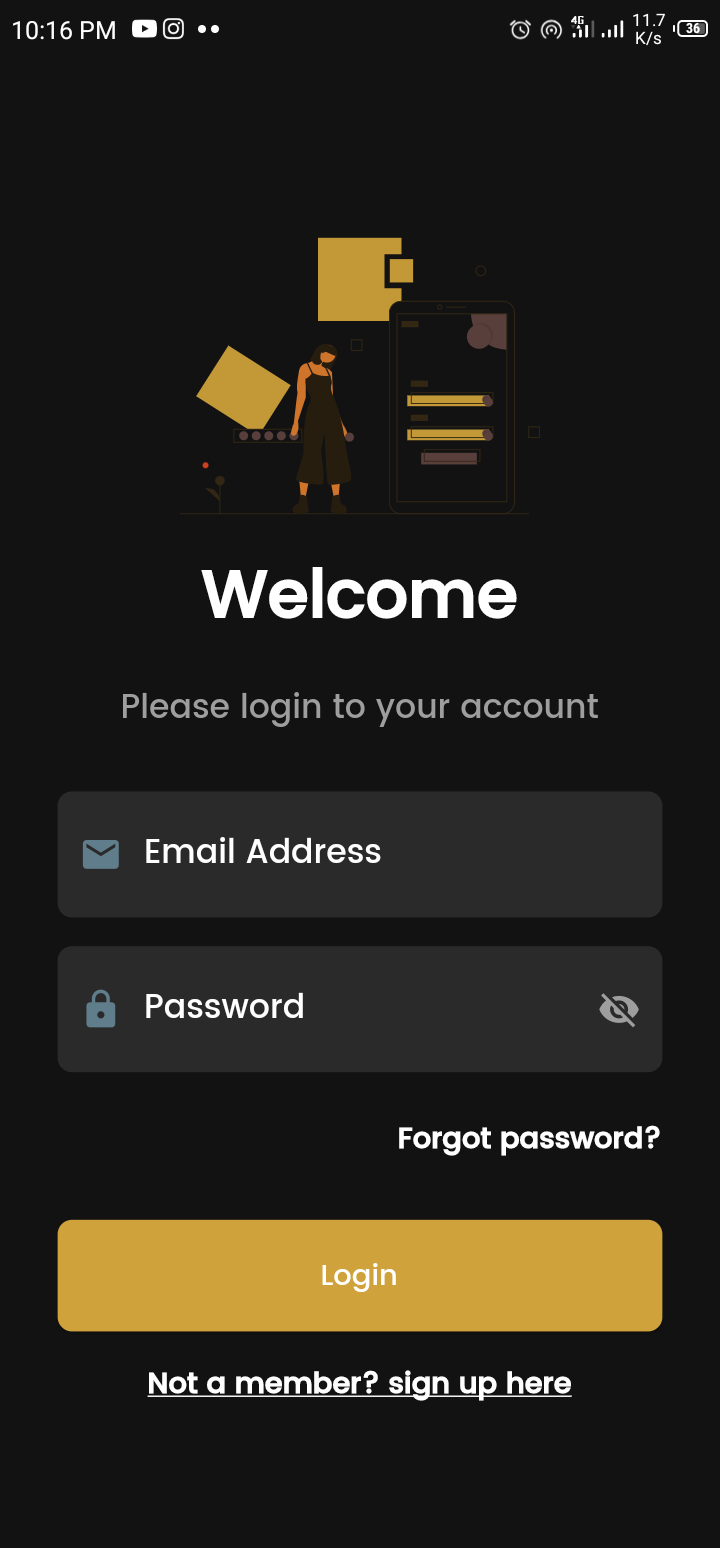 10:16 PM 4G 11.7 K/s 36
Welcome
Please login to your account
Email Address
Password
Forgot password?
Login
Not a member? sign up here